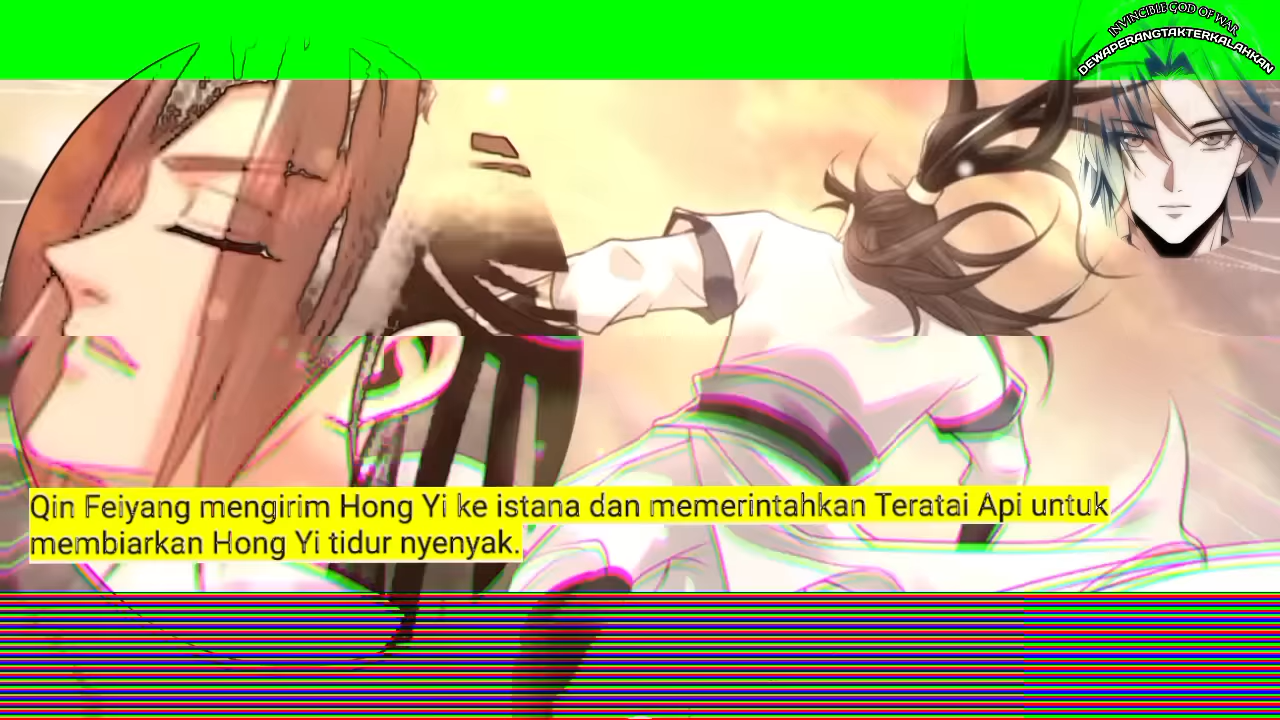 INVINCIBLE GOD OF WAR
DEWAPERANGTAKTERKALAHKAN
Qin Feiyang mengirim Hong Yi ke istana dan memerintahkan Teratai Api untuk
membiarkan Hong Yi tidur nyenyak.